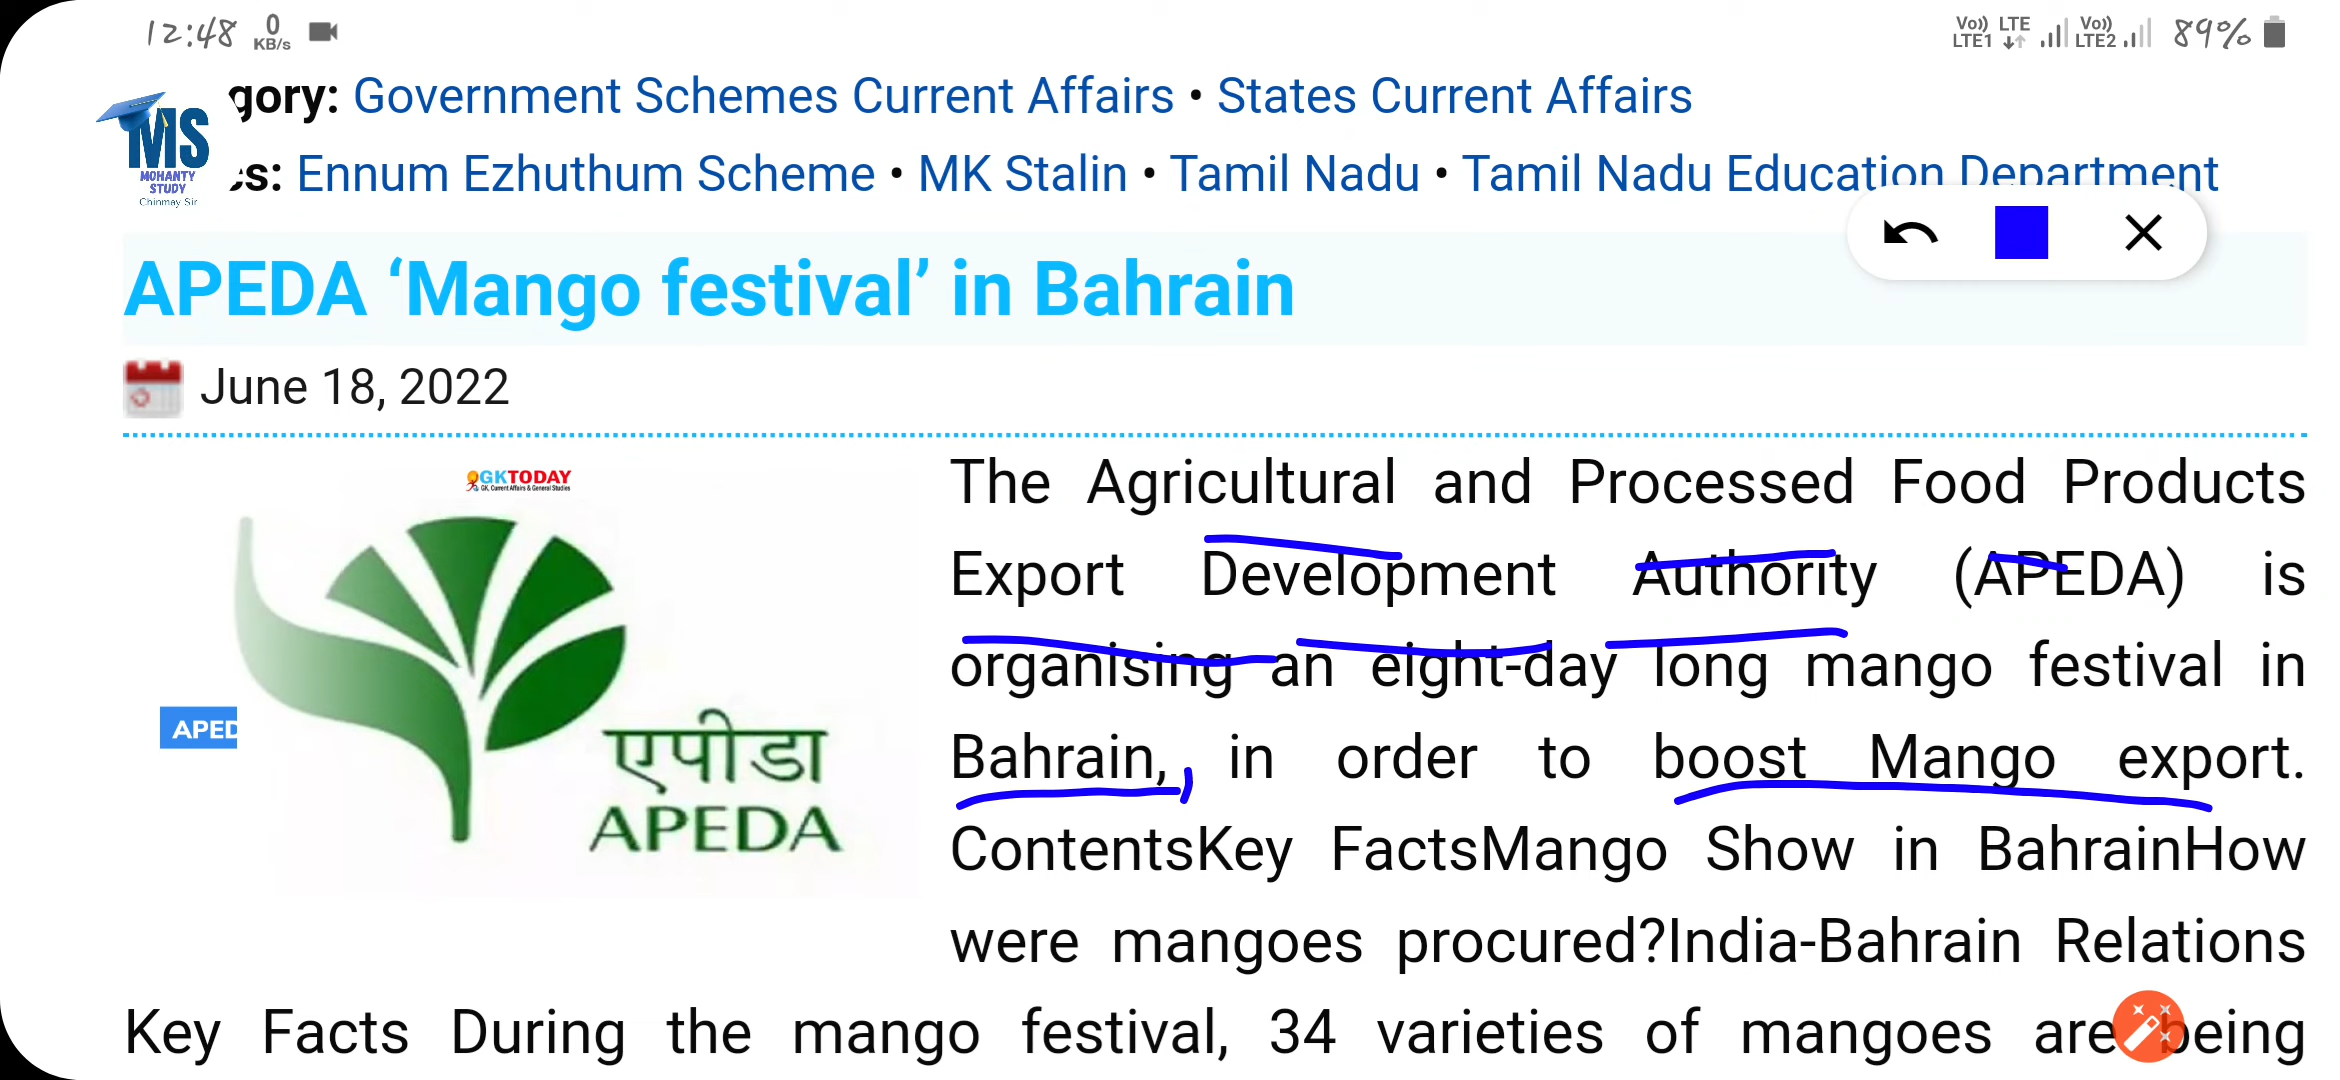 12:48 0 KB/s Vo)) LTE1 LTE Vo)) LTE2 89%
gory: Government Schemes Current Affairs • States Current Affairs
MS
MOHANTY
STUDY
Chinmay Sir
s: Ennum Ezhuthum Scheme • MK Stalin • Tamil Nadu • Tamil Nadu Education Department
APEDA ‘Mango festival’ in Bahrain
June 18, 2022
GKTODAY
GK, Current Affairs & General Studies
APED
एपीडा
APEDA
The Agricultural and Processed Food Products
Export Development Authority (APEDA) is
organising an eight-day long mango festival in
Bahrain, in order to boost Mango export.
ContentsKey FactsMango Show in BahrainHow
were mangoes procured?India-Bahrain Relations
Key Facts During the mango festival, 34 varieties of mangoes are being